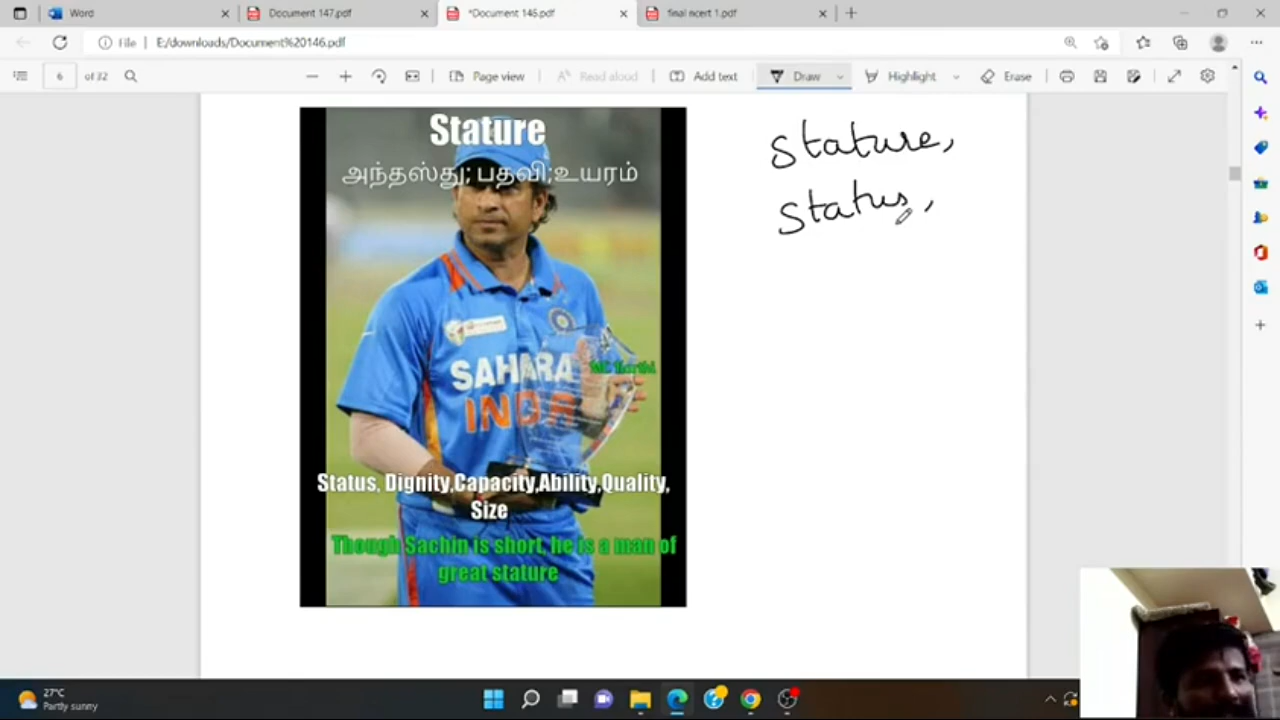 Word
Document 147.pdf
*Document 146.pdf
final ncert 1.pdf
File
E:/downloads/Document%20146.pdf
6
of 32
Page view
Read aloud
Add text
Draw
Highlight
Erase
Stature
அந்தஸ்து; பதவி;உயரம்
Stature,
Status,
SAHARA
INDIA
Status, Dignity,Capacity,Ability,Quality,
Size
Though Sachin is short, he is a man of
great stature
27°C
Partly sunny